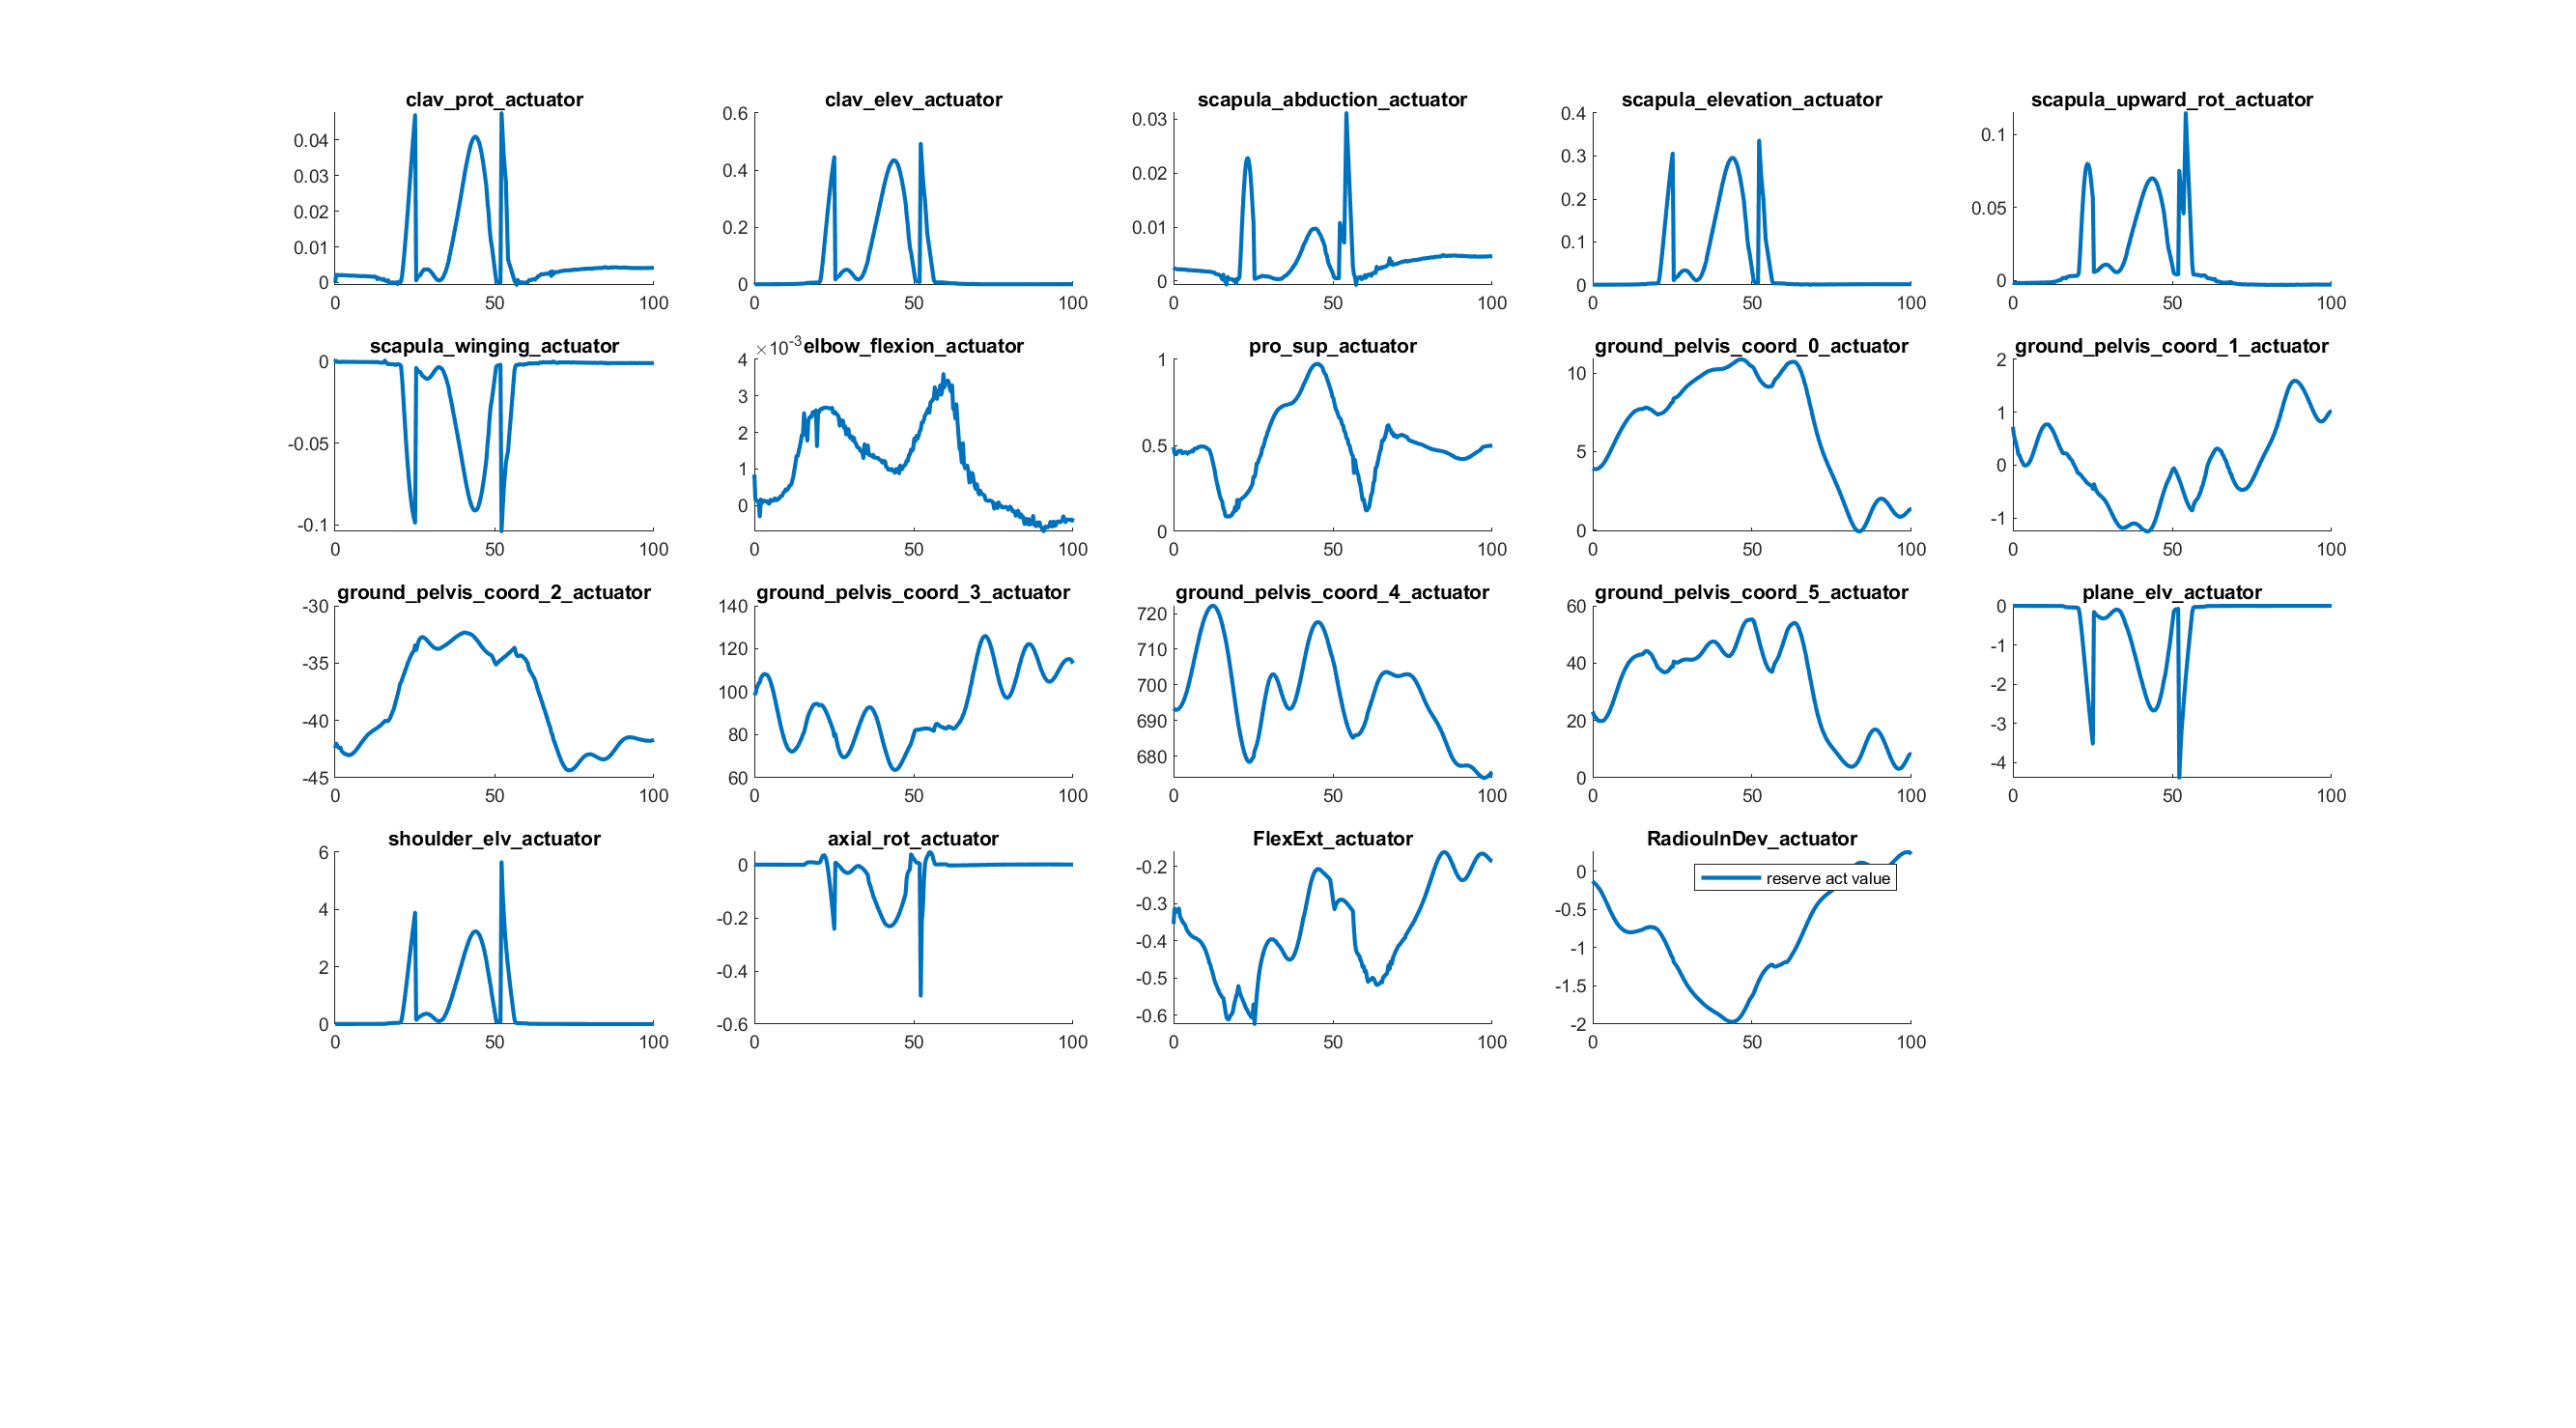 clav_prot_actuator
0.04
0.03
0.02
0.01
0
0 50 100
clav_elev_actuator
0.6
0.4
0.2
0
0 50 100
scapula_abduction_actuator
0.03
0.02
0.01
0
0 50 100
scapula_elevation_actuator
0.4
0.3
0.2
0.1
0
0 50 100
scapula_upward_rot_actuator
0.1
0.05
0
0 50 100
scapula_winging_actuator
0
-0.05
-0.1
0 50 100
×10-3 elbow_flexion_actuator
4
3
2
1
0
0 50 100
pro_sup_actuator
1
0.5
0
0 50 100
ground_pelvis_coord_0_actuator
10
5
0
0 50 100
ground_pelvis_coord_1_actuator
2
1
0
-1
0 50 100
ground_pelvis_coord_2_actuator
-30
-35
-40
-45
0 50 100
ground_pelvis_coord_3_actuator
140
120
100
80
60
0 50 100
ground_pelvis_coord_4_actuator
720
710
700
690
680
0 50 100
ground_pelvis_coord_5_actuator
60
40
20
0
0 50 100
plane_elv_actuator
0
-1
-2
-3
-4
0 50 100
shoulder_elv_actuator
6
4
2
0
0 50 100
axial_rot_actuator
0
-0.2
-0.4
-0.6
0 50 100
FlexExt_actuator
-0.2
-0.3
-0.4
-0.5
-0.6
0 50 100
RadioulnDev_actuator
reserve act value
0
-0.5
-1
-1.5
-2
0 50 100